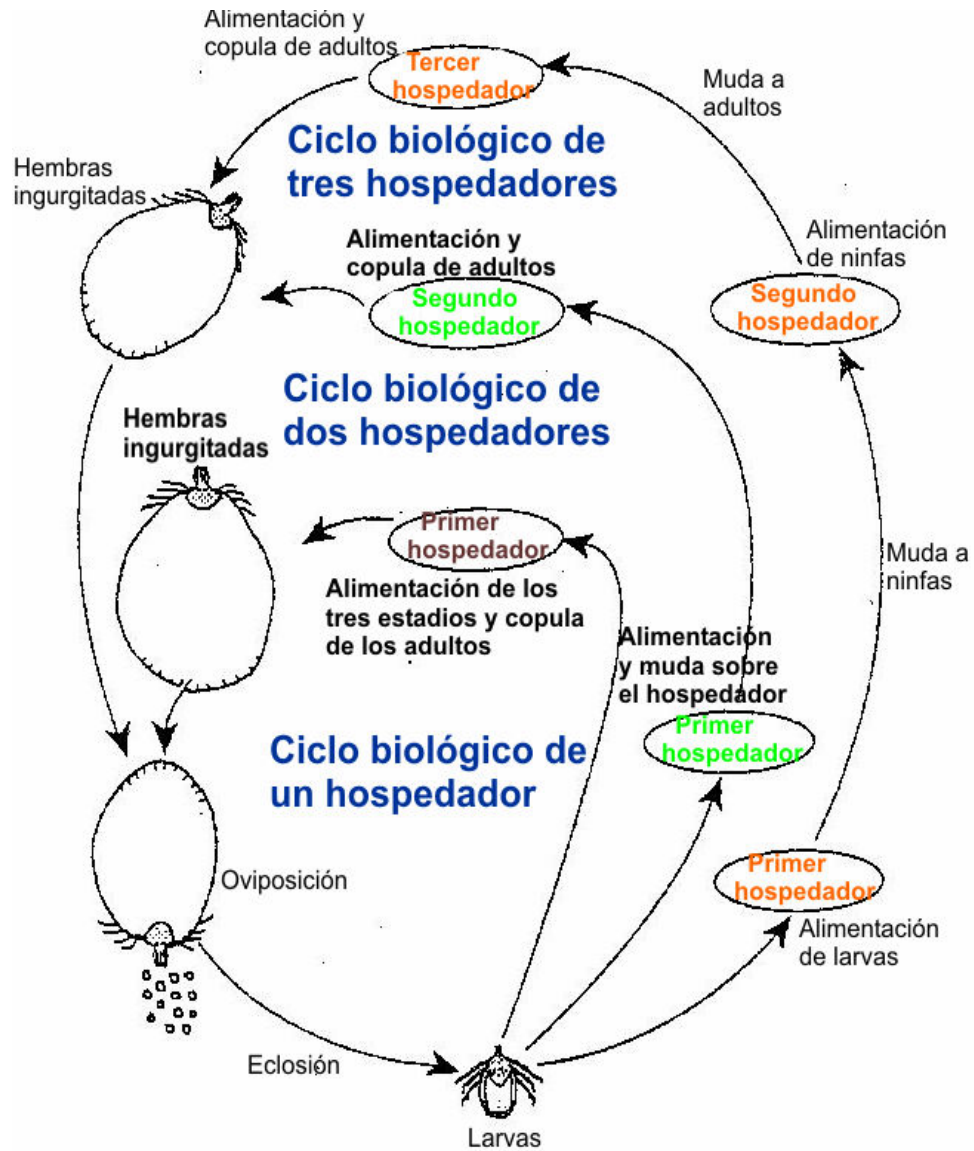 Alimentación y
copula de adultos
Tercer
hospedador
Muda a
adultos
Ciclo biológico de
tres hospedadores
Hembras
ingurgitadas
Alimentación
de ninfas
Alimentación y
copula de adultos
Segundo
hospedador
Segundo
hospedador
Ciclo biológico de
dos hospedadores
Hembras
ingurgitadas
Primer
hospedador
Muda a
ninfas
Alimentación de los
tres estadios y copula
de los adultos
Alimentación
y muda sobre
el hospedador
Primer
hospedador
Ciclo biológico de
un hospedador
Primer
hospedador
Oviposición
Alimentación
de larvas
Eclosión
Larvas